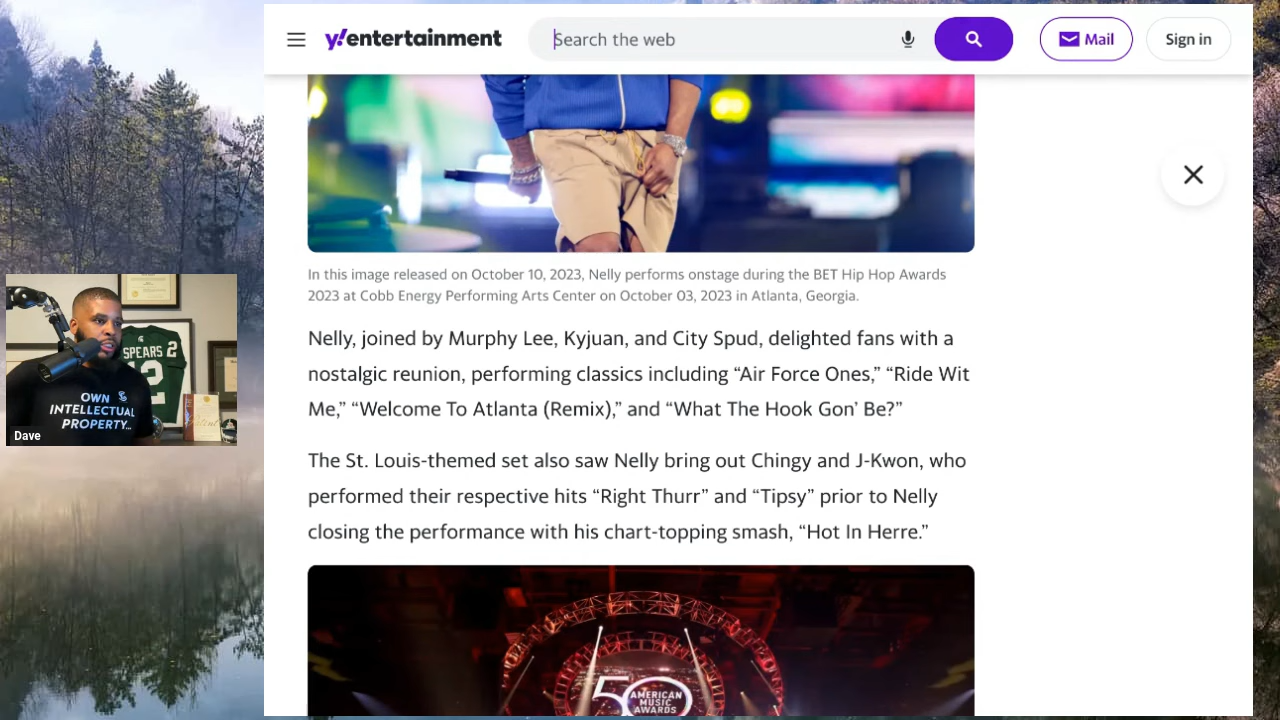 y!entertainment
Search the web
Mail
Sign in
In this image released on October 10, 2023, Nelly performs onstage during the BET Hip Hop Awards
2023 at Cobb Energy Performing Arts Center on October 03, 2023 in Atlanta, Georgia.
Nelly, joined by Murphy Lee, Kyjuan, and City Spud, delighted fans with a
nostalgic reunion, performing classics including “Air Force Ones,” “Ride Wit
Me,” “Welcome To Atlanta (Remix),” and “What The Hook Gon’ Be?”
The St. Louis-themed set also saw Nelly bring out Chingy and J-Kwon, who
performed their respective hits “Right Thurr” and “Tipsy” prior to Nelly
closing the performance with his chart-topping smash, “Hot In Herre.”
50
AMERICAN
MUSIC
AWARDS
SPEARS 2
OWN
INTELLECTUAL
PROPERTY...
Dave